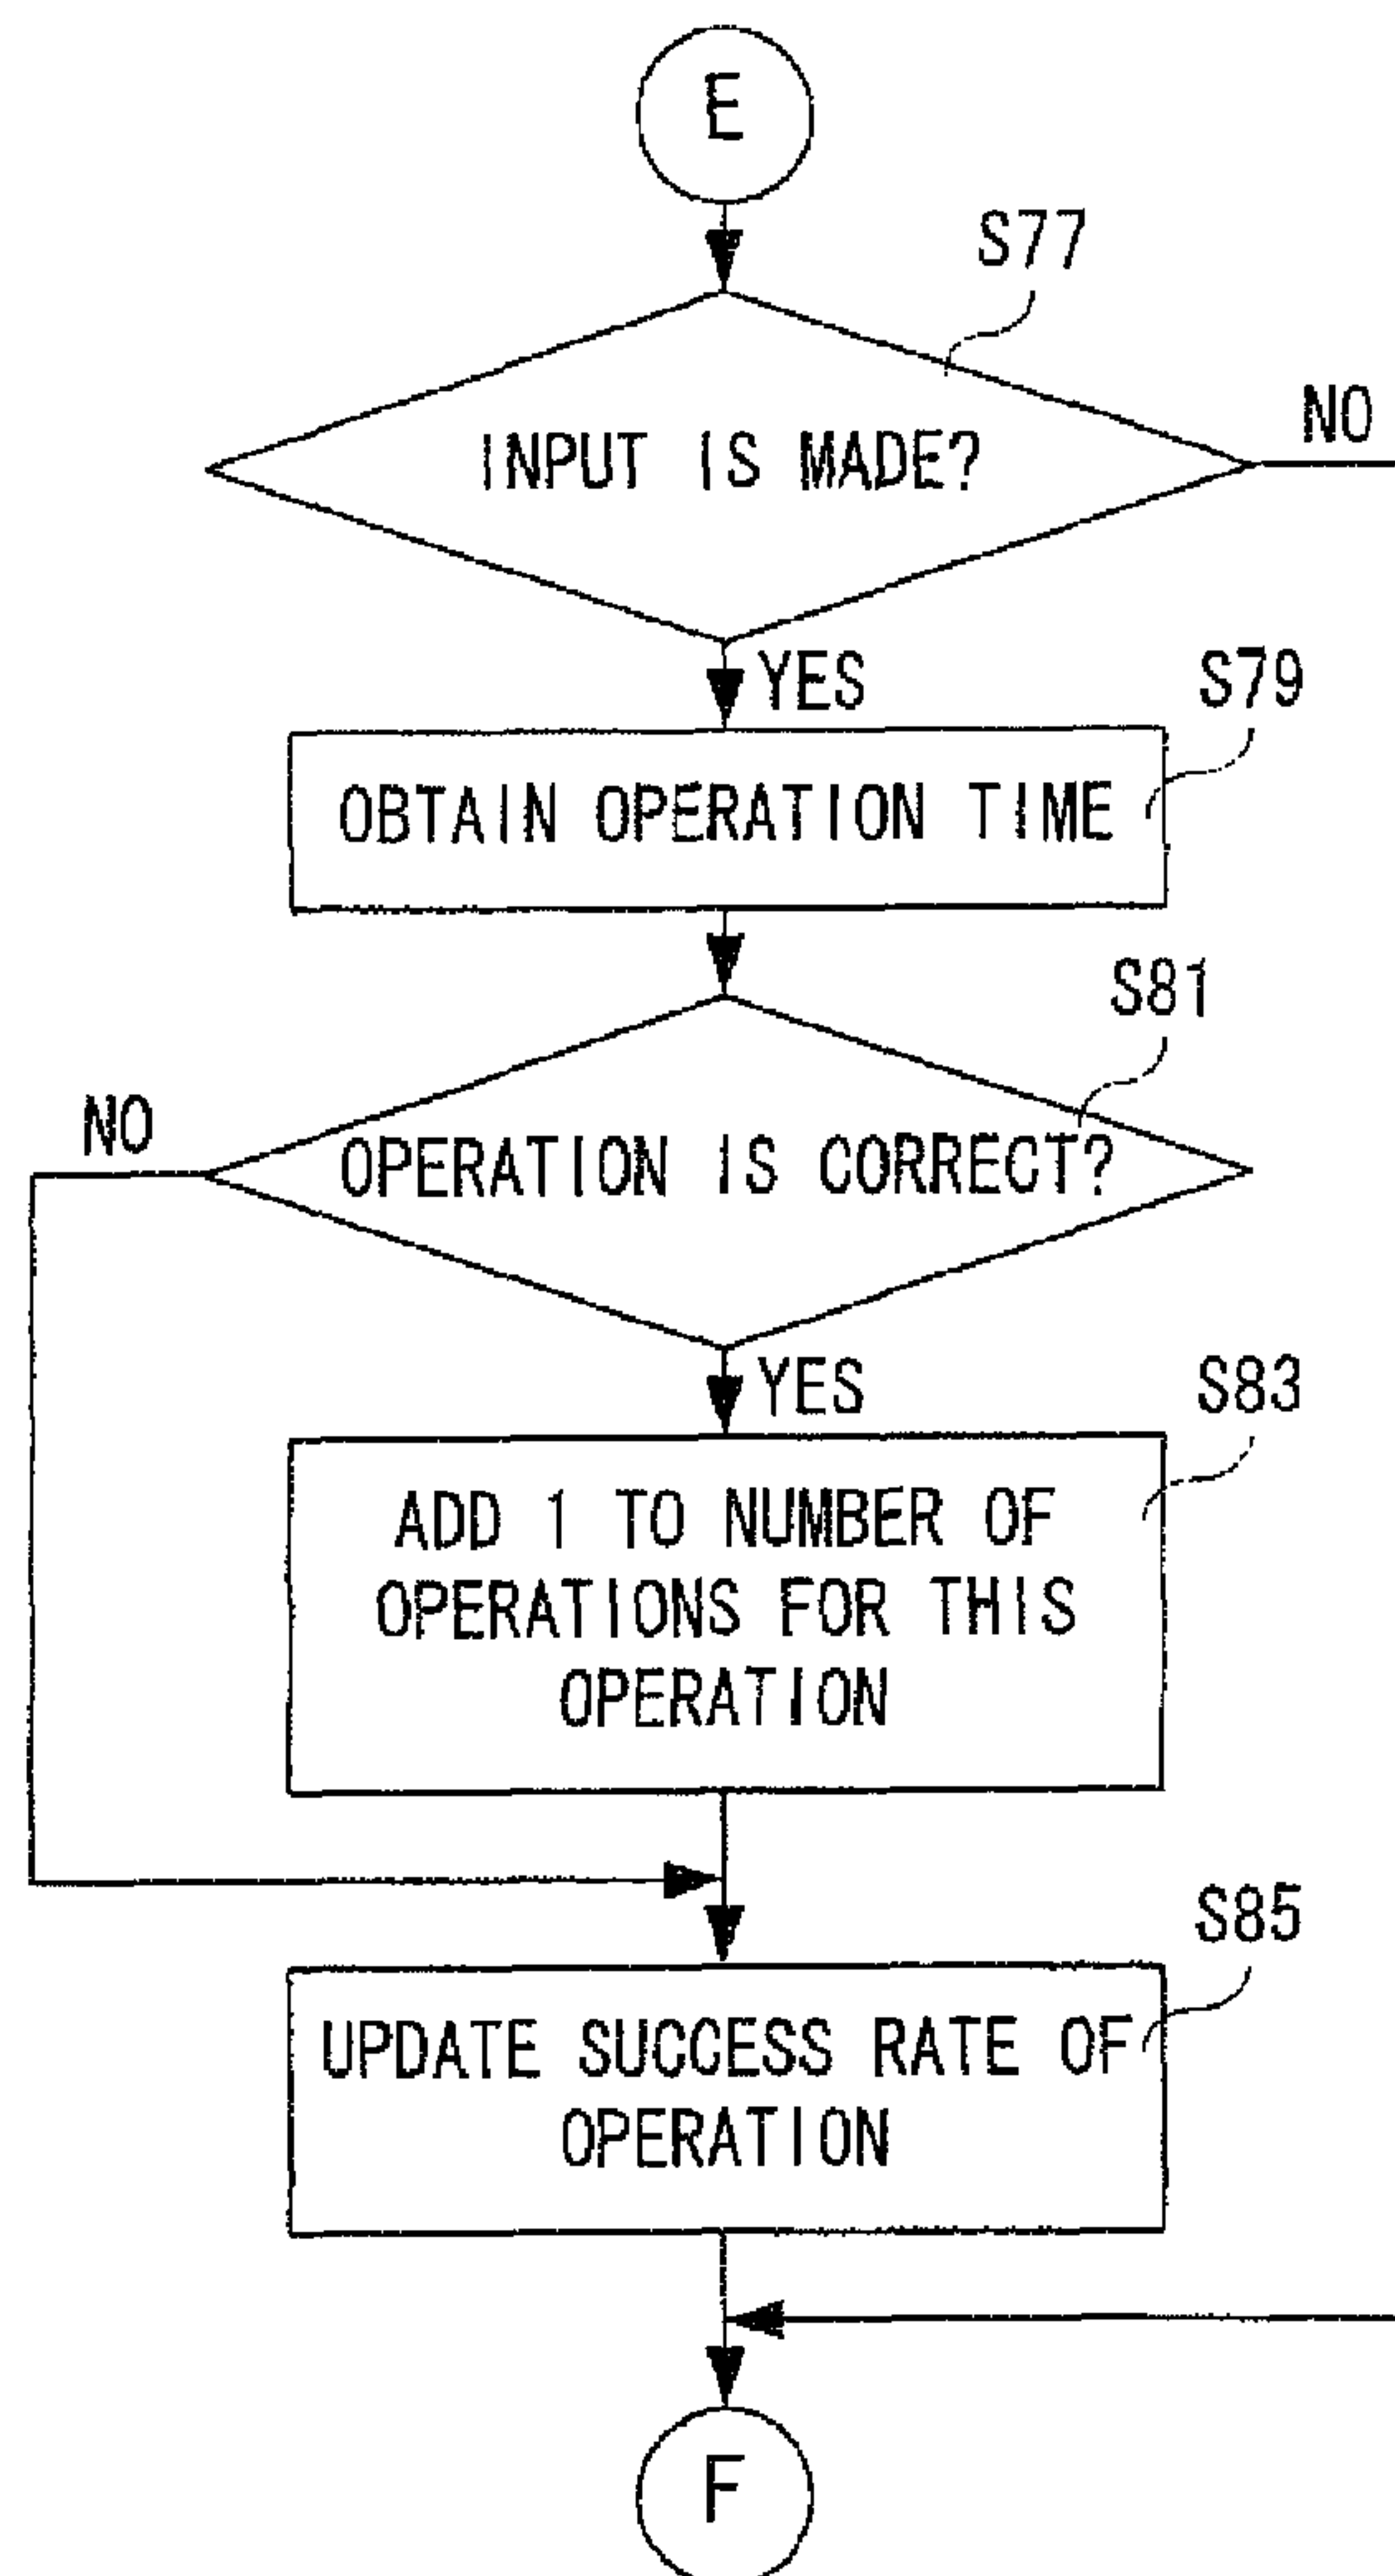 E
S77
INPUT IS MADE?
NO
YES
S79
OBTAIN OPERATION TIME
S81
NO
OPERATION IS CORRECT?
YES
S83
ADD 1 TO NUMBER OF
OPERATIONS FOR THIS
OPERATION
S85
UPDATE SUCCESS RATE OF
OPERATION
F